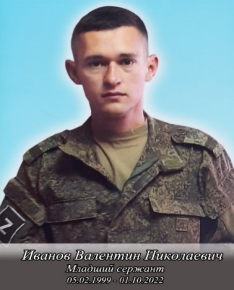 Z
Иванов Валентин Николаевич
Младший сержант
05.02.1999 - 01.10.2022